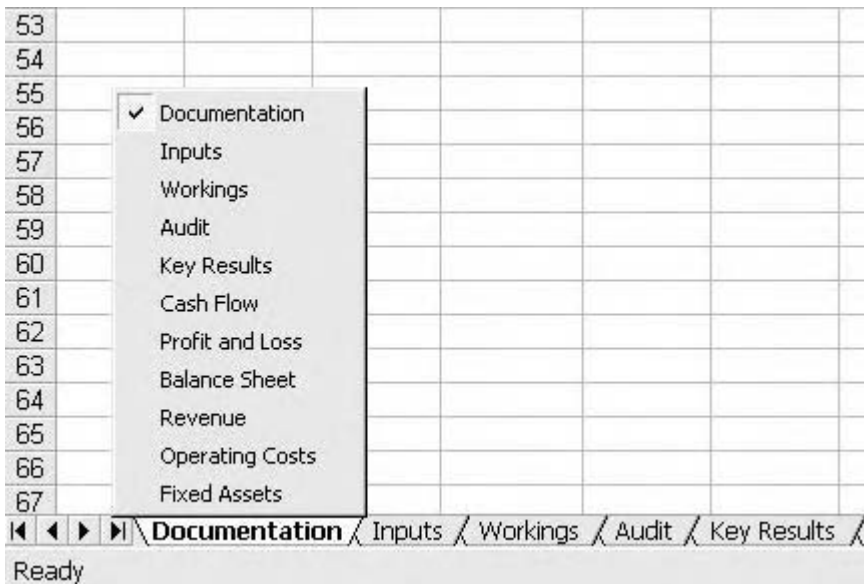 53
54
55
✓ Documentation
56
Inputs
57
Workings
58
Audit
59
Key Results
60
Cash Flow
61
Profit and Loss
62
Balance Sheet
63
Revenue
64
65
Operating Costs
66
Fixed Assets
67
Documentation Inputs Workings Audit Key Results
Ready